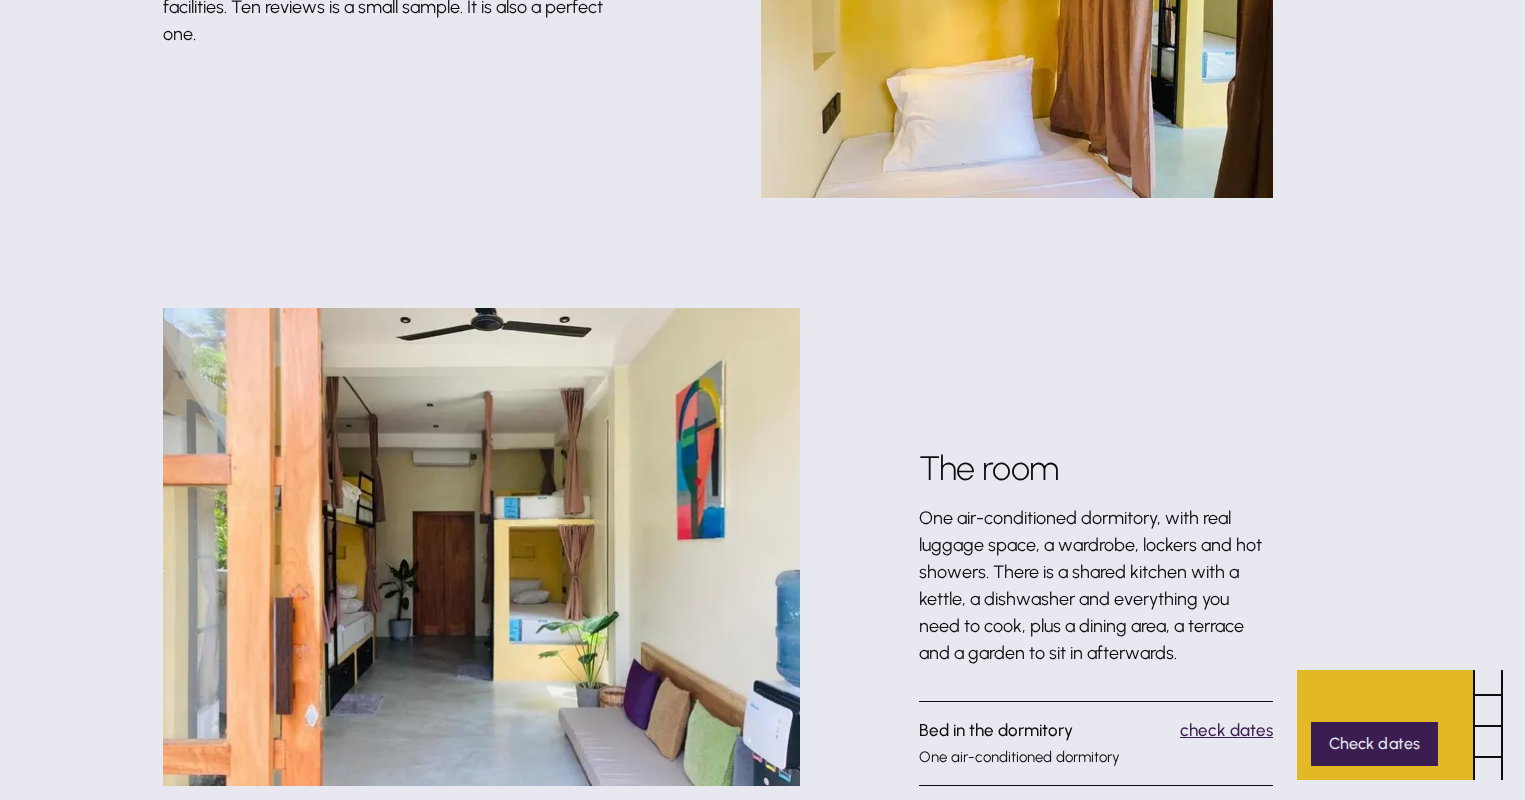 facilities. Ten reviews is a small sample. It is also a perfect
one.
The room
One air-conditioned dormitory, with real
luggage space, a wardrobe, lockers and hot
showers. There is a shared kitchen with a
kettle, a dishwasher and everything you
need to cook, plus a dining area, a terrace
and a garden to sit in afterwards.
Bed in the dormitory
check dates
One air-conditioned dormitory
Check dates